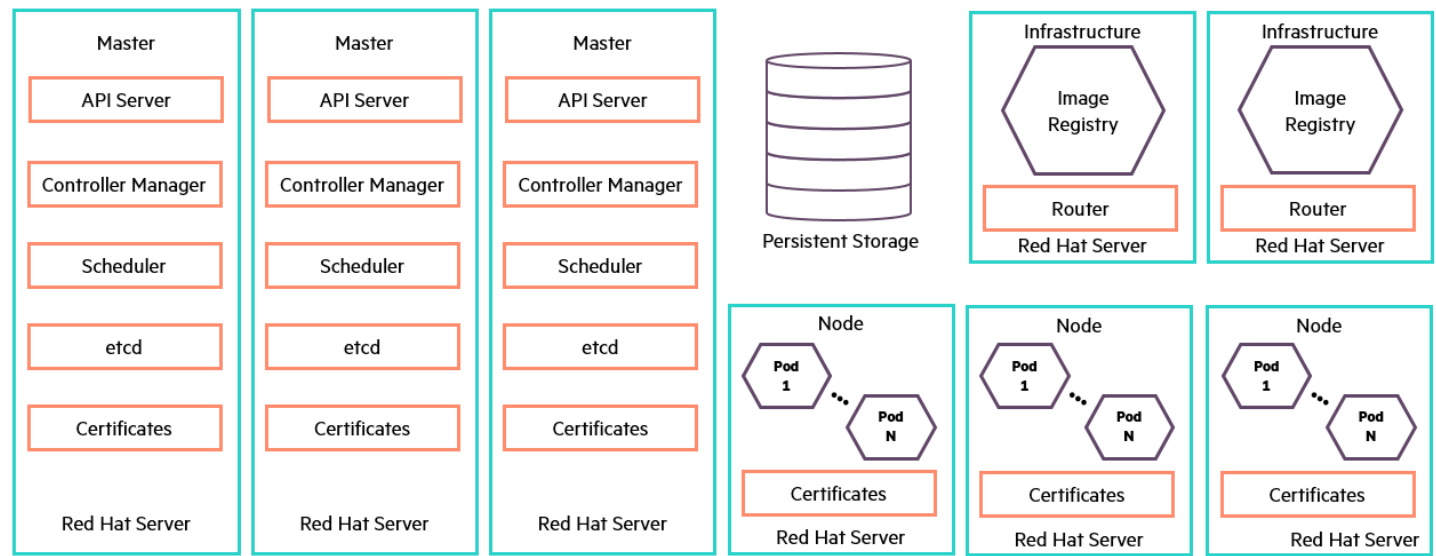 Master
API Server
Controller Manager
Scheduler
etcd
Certificates
Red Hat Server
Master
API Server
Controller Manager
Scheduler
etcd
Certificates
Red Hat Server
Master
API Server
Controller Manager
Scheduler
etcd
Certificates
Red Hat Server
Persistent Storage
Infrastructure
Image
Registry
Router
Red Hat Server
Infrastructure
Image
Registry
Router
Red Hat Server
Node
Pod
1
Pod
N
Certificates
Red Hat Server
Node
Pod
1
Pod
N
Certificates
Red Hat Server
Node
Pod
1
Pod
N
Certificates
Red Hat Server